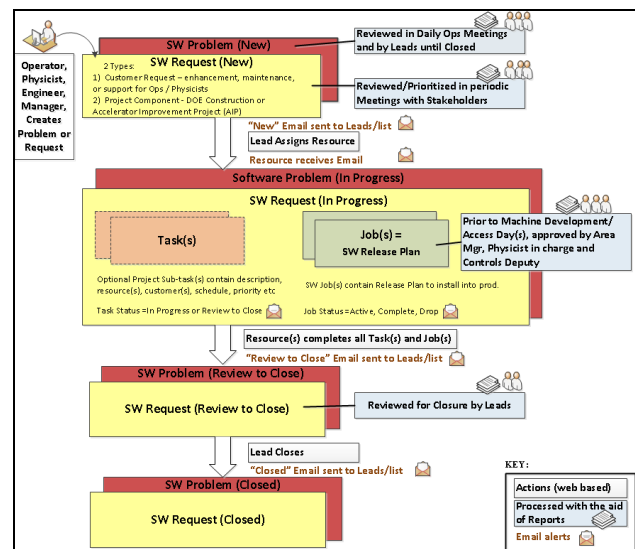 SW Problem (New)
SW Request (New)
2 Types:
1) Customer Request – enhancement, maintenance,
or support for Ops / Physicists
2) Project Component - DOE Construction or
Accelerator Improvement Project (AIP)
Operator,
Physicist,
Engineer,
Manager,
Creates
Problem or
Request
Reviewed in Daily Ops Meetings
and by Leads until Closed
Reviewed/Prioritized in periodic
Meetings with Stakeholders
“New” Email sent to Leads/list
Lead Assigns Resource
Resource receives Email
Software Problem (In Progress)
SW Request (In Progress)
Task(s)
Job(s) =
SW Release Plan
Prior to Machine Development/
Access Day(s), approved by Area
Mgr, Physicist in charge and
Controls Deputy
Optional Project Sub-task(s) contain description,
resource(s), customer(s), schedule, priority etc
Task Status =In Progress or Review to Close
SW Job(s) contain Release Plan to install into prod.
Job Status=Active, Complete, Drop
Resource(s) completes all Task(s) and Job(s)
“Review to Close” Email sent to Leads/list
SW Problem (Review to Close)
SW Request (Review to Close)
Reviewed for Closure by Leads
Lead Closes
“Closed” Email sent to Leads/list
SW Problem (Closed)
SW Request (Closed)
KEY:
Actions (web based)
Processed with the aid
of Reports
Email alerts